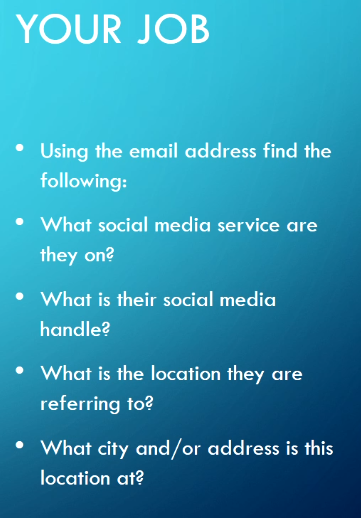 YOUR JOB
• Using the email address find the
following:
• What social media service are
they on?
• What is their social media
handle?
• What is the location they are
referring to?
• What city and/or address is this
location at?